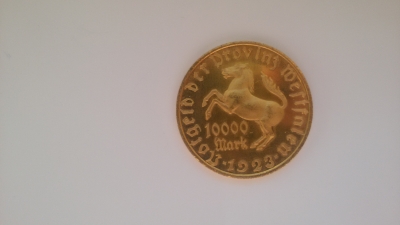 Notgeld der Provinz Westfalen
10000
Mark
1923